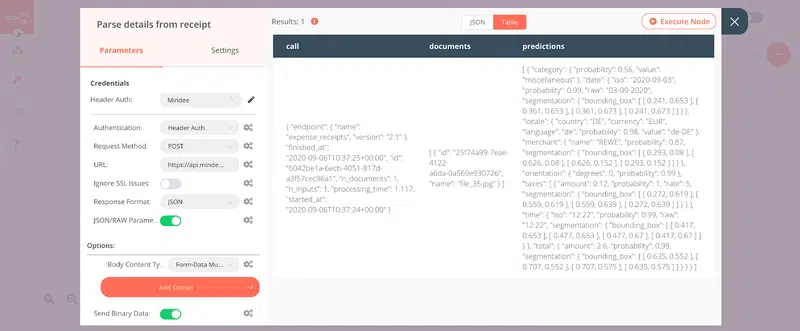 Parse details from receipt
Parameters
Settings
Credentials
Header Auth:
Mindee
Authentication:
Header Auth
Request Method:
POST
URL:
https://api.minde...
Ignore SSL Issues:
Response Format:
JSON
JSON/RAW Parame..
Options:
Body Content Ty..
Form-Data Mu...
Add Option
Send Binary Data:
Results: 1
JSON
Table
Execute Node
call
documents
predictions
{ "endpoint": { "name":
"expense_receipts", "version": "2.1" },
"finished_at":
"2020-09-06T10:37:25+00:00", "id":
"6042be1a-6ecb-4051-817d-
a3f57cec96a1", "n_documents": 1,
"n_inputs": 1, "processing_time": 1.117,
"started_at":
"2020-09-06T10:37:24+00:00" }
[ { "id": "25f74a99-7eae-
4122-
a6da-0a569e930726",
"name": "file_35.jpg" } ]
[ { "category": { "probability": 0.56, "value":
"miscellaneous" }, "date": { "iso": "2020-09-03",
"probability": 0.99, "raw": "03-09-2020",
"segmentation": { "bounding_box": [ [ 0.241, 0.653 ], [
0.361, 0.653 ], [ 0.361, 0.673 ], [ 0.241, 0.673 ] ] } },
"locale": { "country": "DE", "currency": "EUR",
"language": "de", "probability": 0.98, "value": "de-DE" },
"merchant": { "name": "REWE", "probability": 0.87,
"segmentation": { "bounding_box": [ [ 0.293, 0.08 ], [
0.626, 0.08 ], [ 0.626, 0.152 ], [ 0.293, 0.152 ] ] } },
"orientation": { "degrees": 0, "probability": 0.99 },
"taxes": [ { "amount": 0.12, "probability": 1, "rate": 5,
"segmentation": { "bounding_box": [ [ 0.272, 0.619 ], [
0.559, 0.619 ], [ 0.559, 0.639 ], [ 0.272, 0.639 ] ] } } ],
"time": { "iso": "12:22", "probability": 0.99, "raw":
"12:22", "segmentation": { "bounding_box": [ [ 0.417,
0.653 ], [ 0.477, 0.653 ], [ 0.477, 0.67 ], [ 0.417, 0.67 ] ]
} }, "total": { "amount": 2.6, "probability": 0.99,
"segmentation": { "bounding_box": [ [ 0.635, 0.552 ], [
0.707, 0.552 ], [ 0.707, 0.575 ], [ 0.635, 0.575 ] ] } } } ]